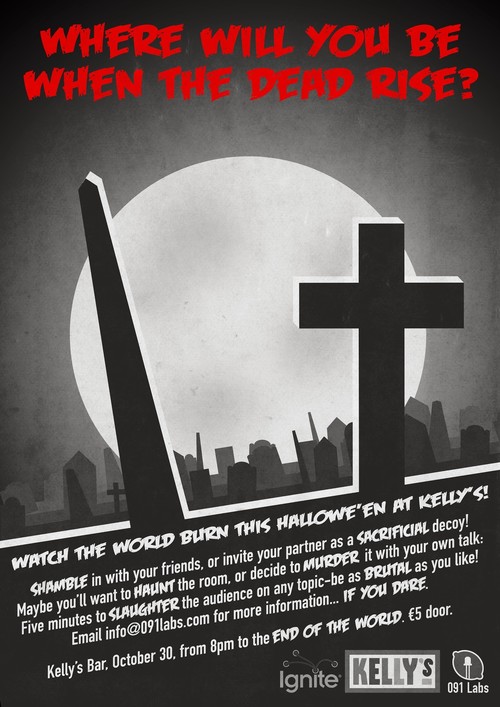 WHERE WILL YOU BE
WHEN THE DEAD RISE?
WATCH THE WORLD BURN THIS HALLOWE'EN AT KELLY'S!
SHAMBLE in with your friends, or invite your partner as a SACRIFICIAL decoy!
Maybe you'll want to HAUNT the room, or decide to MURDER it with your own talk:
Five minutes to SLAUGHTER the audience on any topic-be as BRUTAL as you like!
Email info@091labs.com for more information... IF YOU DARE.
Kelly's Bar, October 30, from 8pm to the END OF THE WORLD. €5 door.
Ignite
KELLY'S
091 Labs